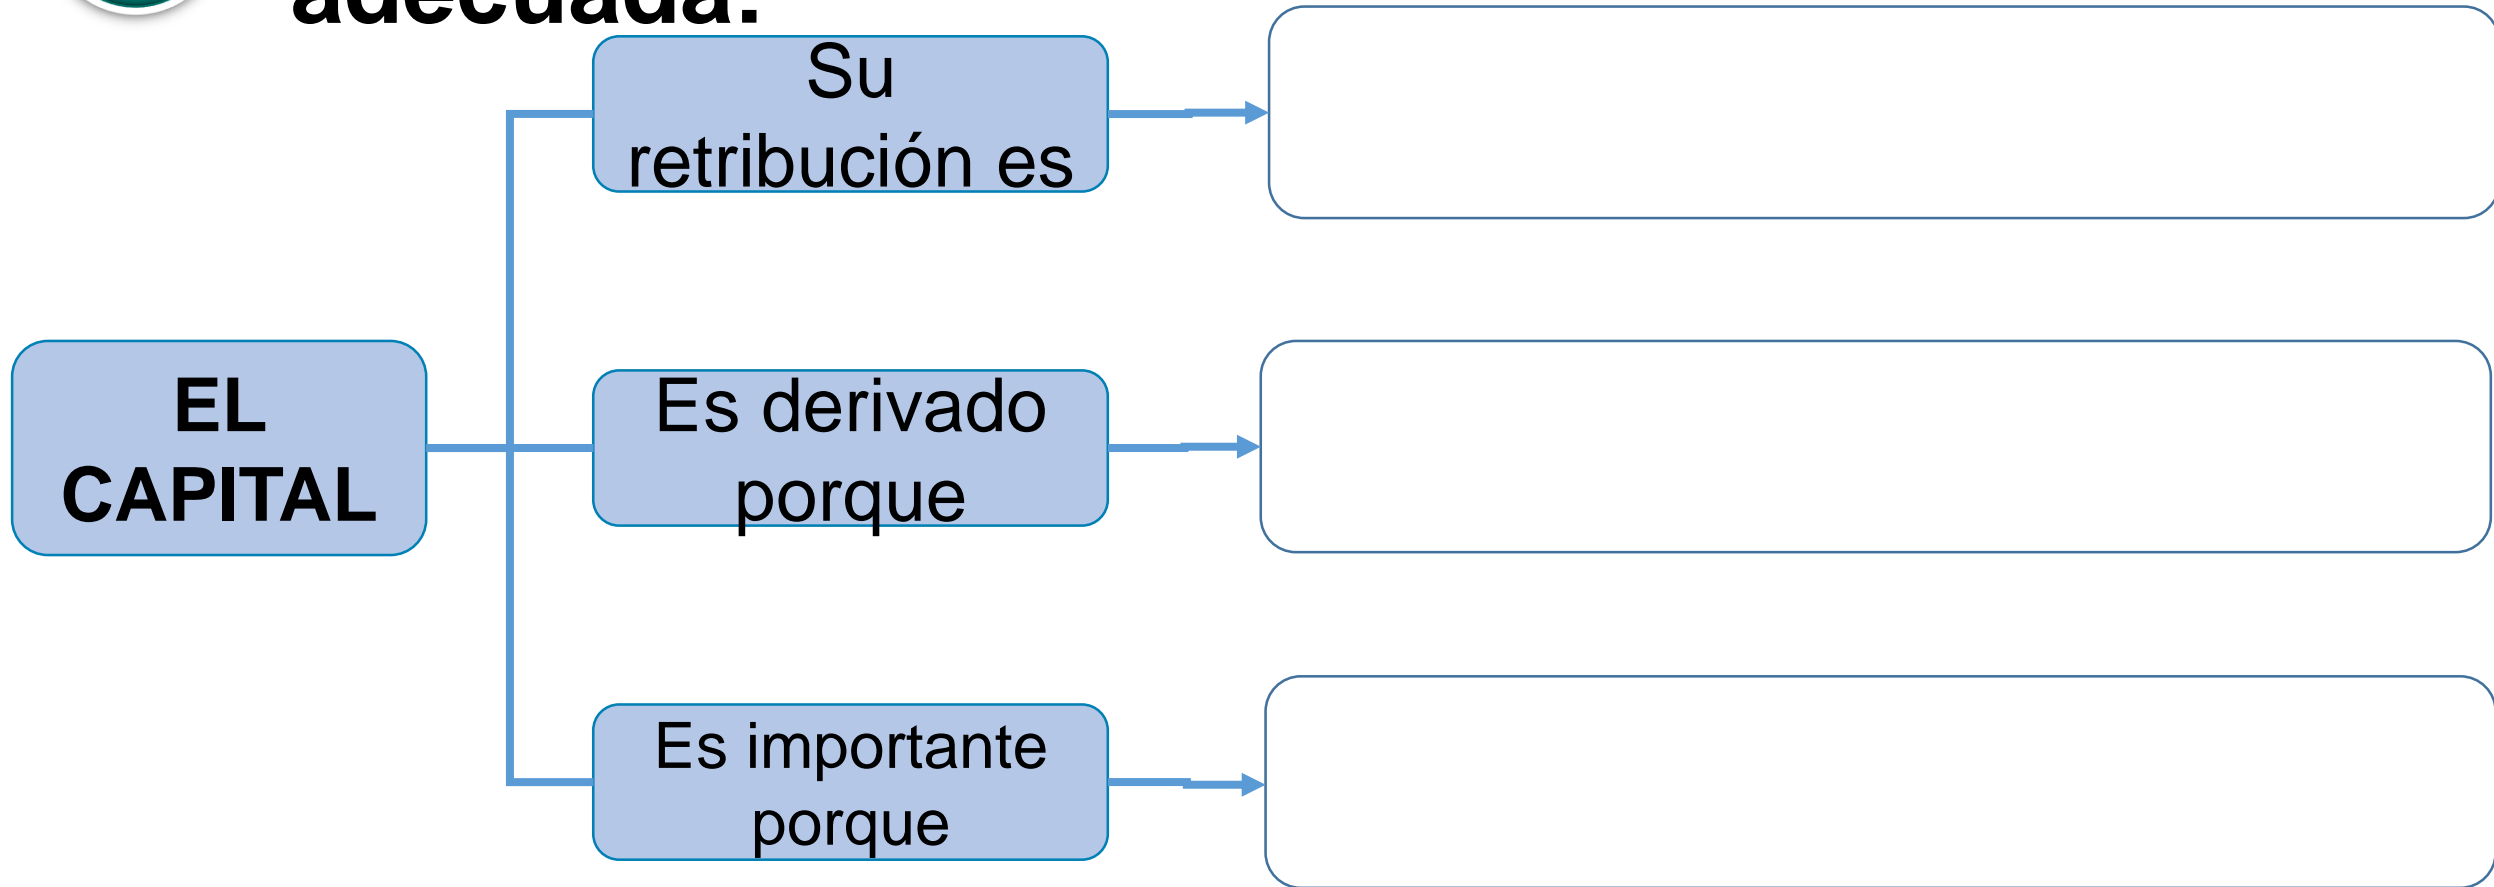 adecuada.
Su
retribución es
EL
CAPITAL
Es derivado
porque
Es importante
porque